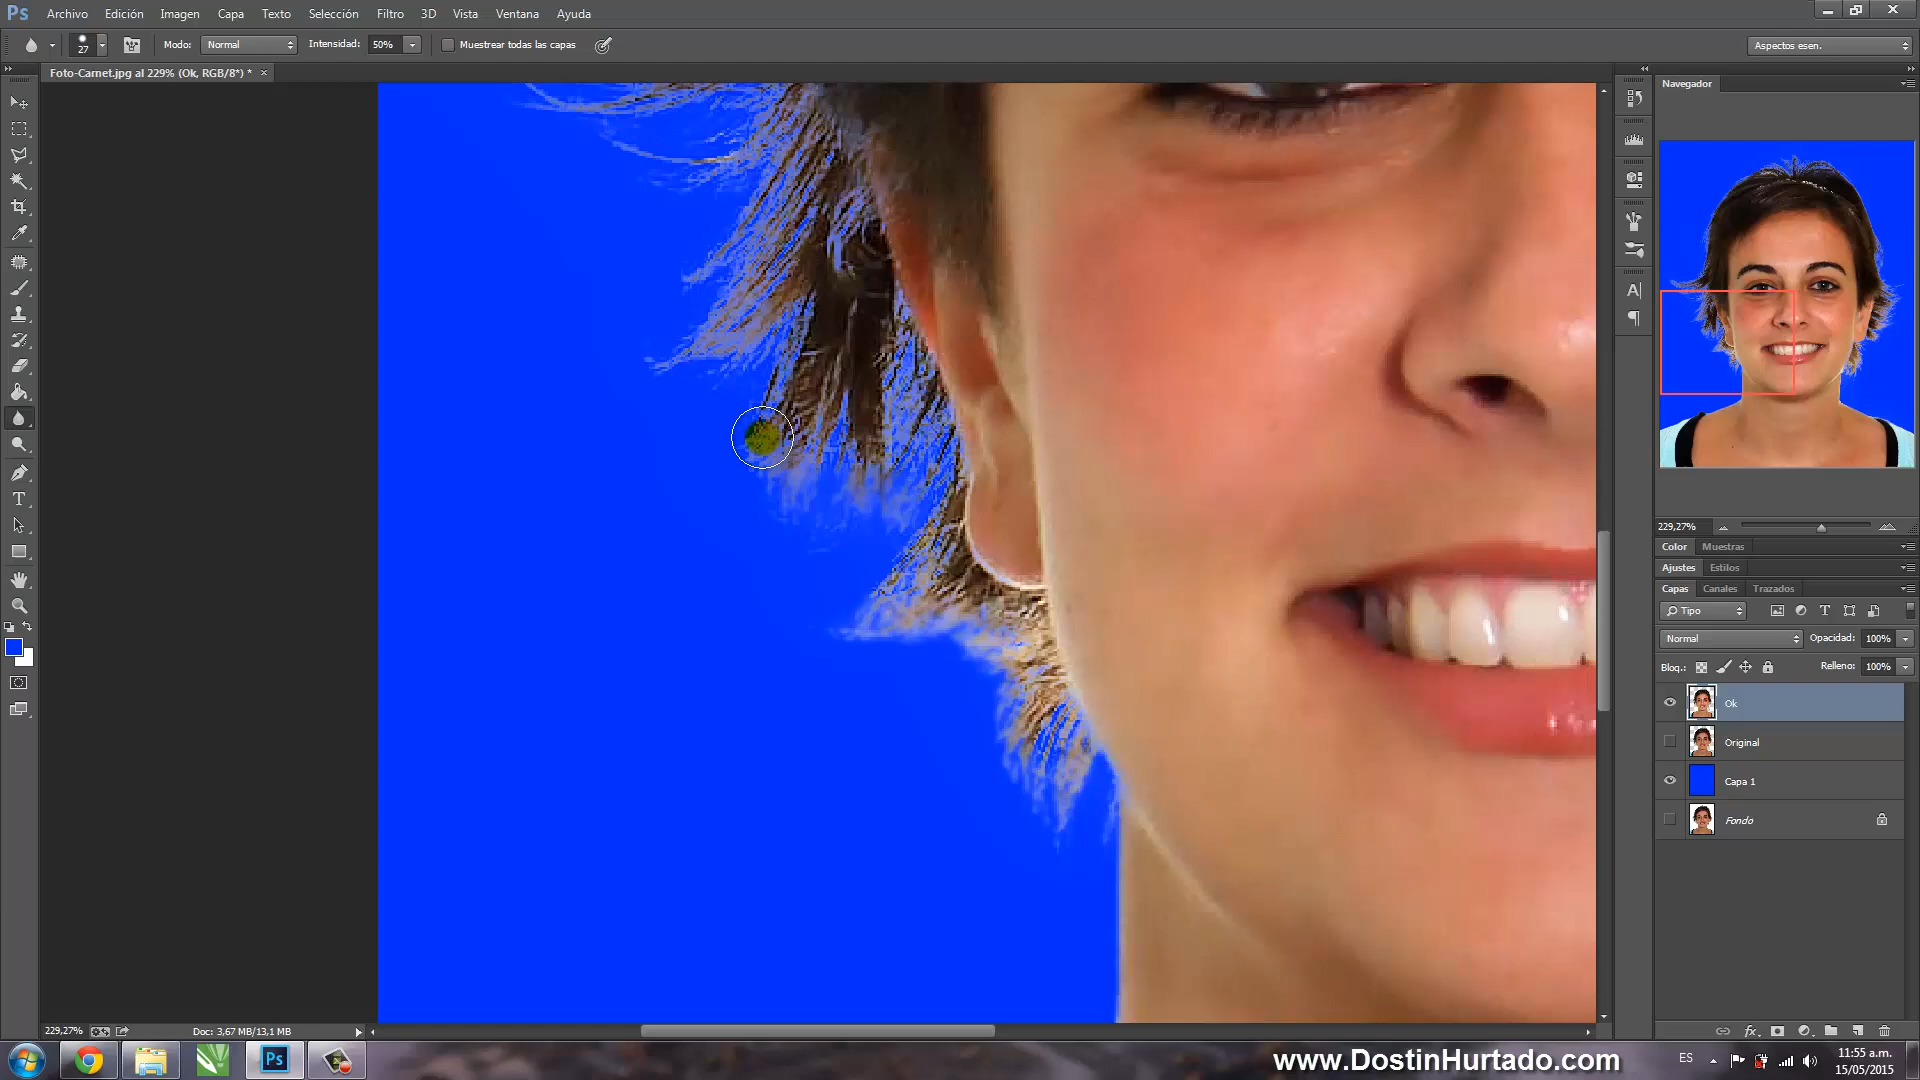 Ps Archivo Edición Imagen Capa Texto Selección Filtro 3D Vista Ventana Ayuda
27 Modo: Normal Intensidad: 50% Muestrear todas las capas Aspectos esen.
Foto-Carnet.jpg al 229% (Ok, RGB/8*) * ×
Navegador
229,27%
Color Muestras
Ajustes Estilos
Capas Canales Trazados
Tipo
Normal Opacidad: 100%
Bloq.: Relleno: 100%
Ok
Original
Capa 1
Fondo
229,27% Doc: 3,67 MB/13,1 MB
Ps www.DostinHurtado.com ES 11:55 a.m.
15/05/2015